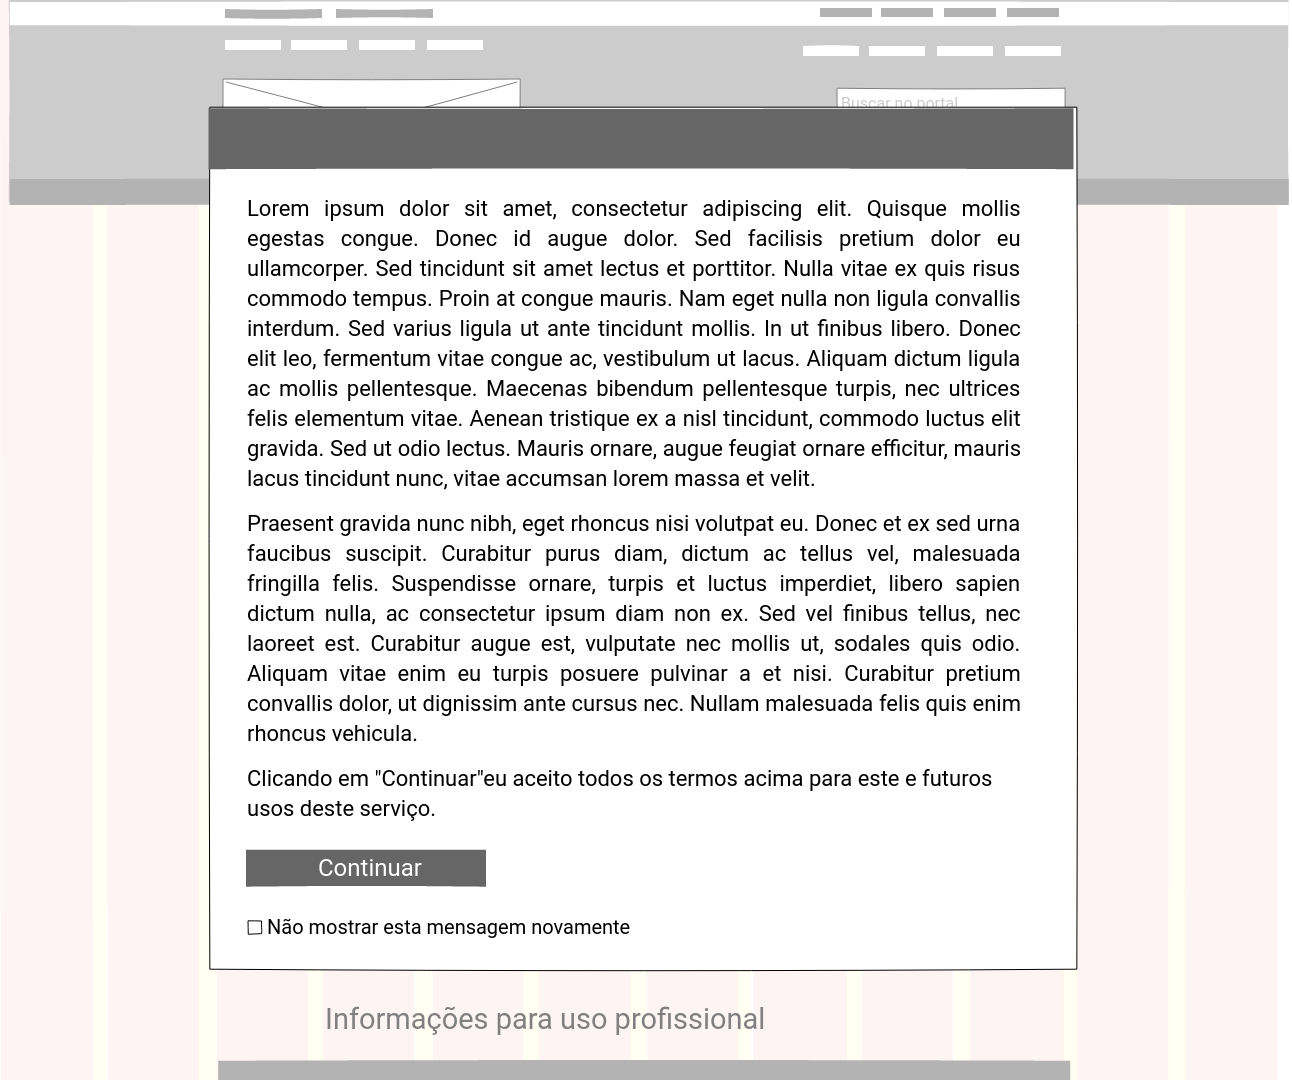 Buscar no portal
Lorem ipsum dolor sit amet, consectetur adipiscing elit. Quisque mollis
egestas congue. Donec id augue dolor. Sed facilisis pretium dolor eu
ullamcorper. Sed tincidunt sit amet lectus et porttitor. Nulla vitae ex quis risus
commodo tempus. Proin at congue mauris. Nam eget nulla non ligula convallis
interdum. Sed varius ligula ut ante tincidunt mollis. In ut finibus libero. Donec
elit leo, fermentum vitae congue ac, vestibulum ut lacus. Aliquam dictum ligula
ac mollis pellentesque. Maecenas bibendum pellentesque turpis, nec ultrices
felis elementum vitae. Aenean tristique ex a nisl tincidunt, commodo luctus elit
gravida. Sed ut odio lectus. Mauris ornare, augue feugiat ornare efficitur, mauris
lacus tincidunt nunc, vitae accumsan lorem massa et velit.
Praesent gravida nunc nibh, eget rhoncus nisi volutpat eu. Donec et ex sed urna
faucibus suscipit. Curabitur purus diam, dictum ac tellus vel, malesuada
fringilla felis. Suspendisse ornare, turpis et luctus imperdiet, libero sapien
dictum nulla, ac consectetur ipsum diam non ex. Sed vel finibus tellus, nec
laoreet est. Curabitur augue est, vulputate nec mollis ut, sodales quis odio.
Aliquam vitae enim eu turpis posuere pulvinar a et nisi. Curabitur pretium
convallis dolor, ut dignissim ante cursus nec. Nullam malesuada felis quis enim
rhoncus vehicula.
Clicando em "Continuar"eu aceito todos os termos acima para este e futuros
usos deste serviço.
Continuar
Não mostrar esta mensagem novamente
Informações para uso profissional